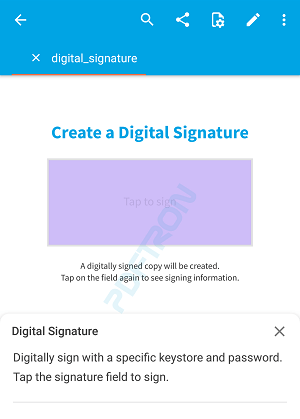 digital_signature
Create a Digital Signature
Tap to sign
A digitally signed copy will be created.
Tap on the field again to see signing information.
PDFTRON
Digital Signature
Digitally sign with a specific keystore and password.
Tap the signature field to sign.